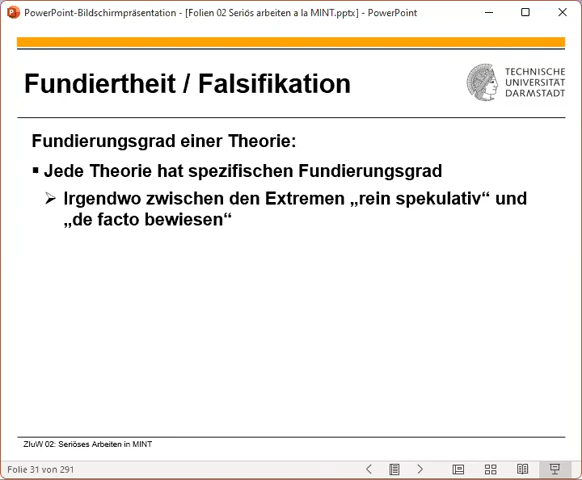 PowerPoint-Bildschirmpräsentation - [Folien 02 Seriös arbeiten a la MINT.pptx] - PowerPoint
Fundiertheit / Falsifikation
TECHNISCHE
UNIVERSITÄT
DARMSTADT
Fundierungsgrad einer Theorie:
▪ Jede Theorie hat spezifischen Fundierungsgrad
➢ Irgendwo zwischen den Extremen „rein spekulativ“ und
„de facto bewiesen“
ZIuW 02: Seriöses Arbeiten in MINT
Folie 31 von 291